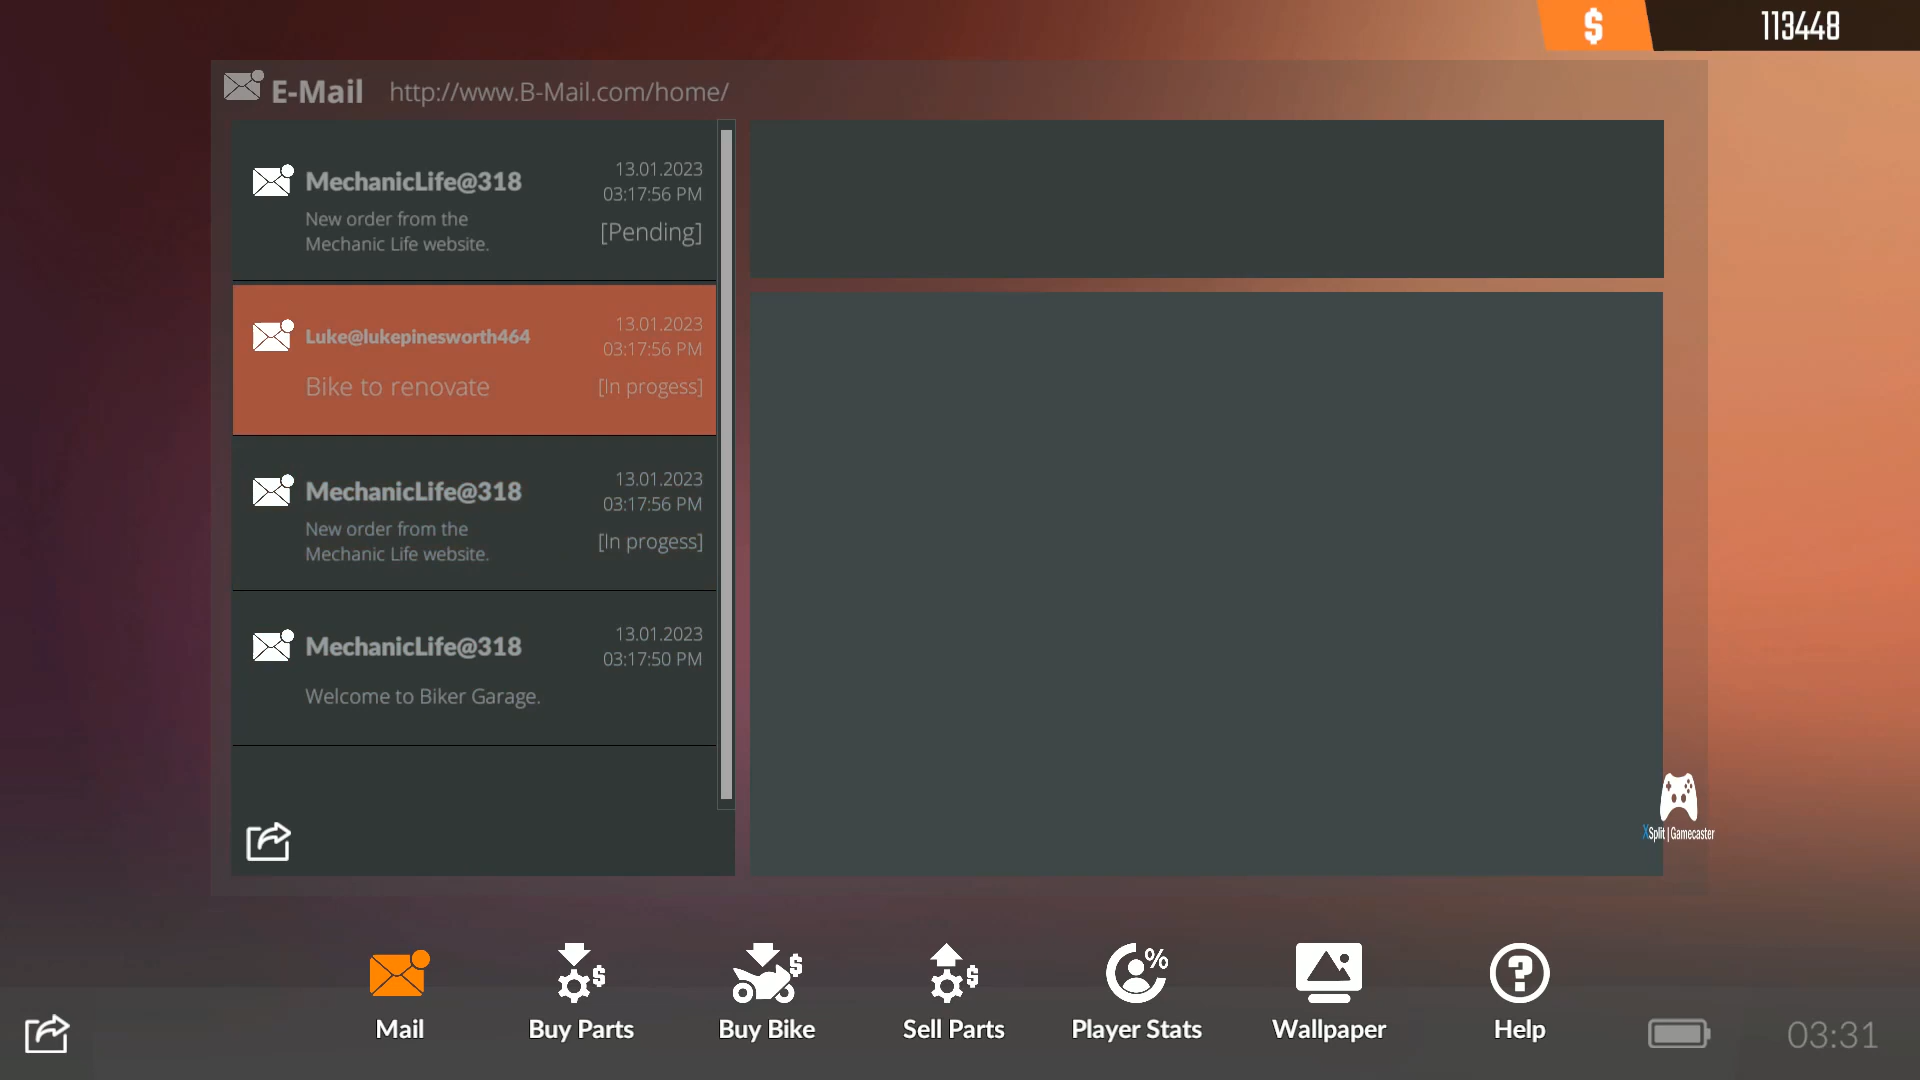 $ 113448
E-Mail http://www.B-Mail.com/home/
MechanicLife@318
13.01.2023
03:17:56 PM
New order from the
Mechanic Life website.
[Pending]
Luke@lukepinesworth464
13.01.2023
03:17:56 PM
Bike to renovate
[In progess]
MechanicLife@318
13.01.2023
03:17:56 PM
New order from the
Mechanic Life website.
[In progess]
MechanicLife@318
13.01.2023
03:17:50 PM
Welcome to Biker Garage.
XSplit | Gamecaster
Mail
Buy Parts
Buy Bike
Sell Parts
Player Stats
Wallpaper
Help
03:31